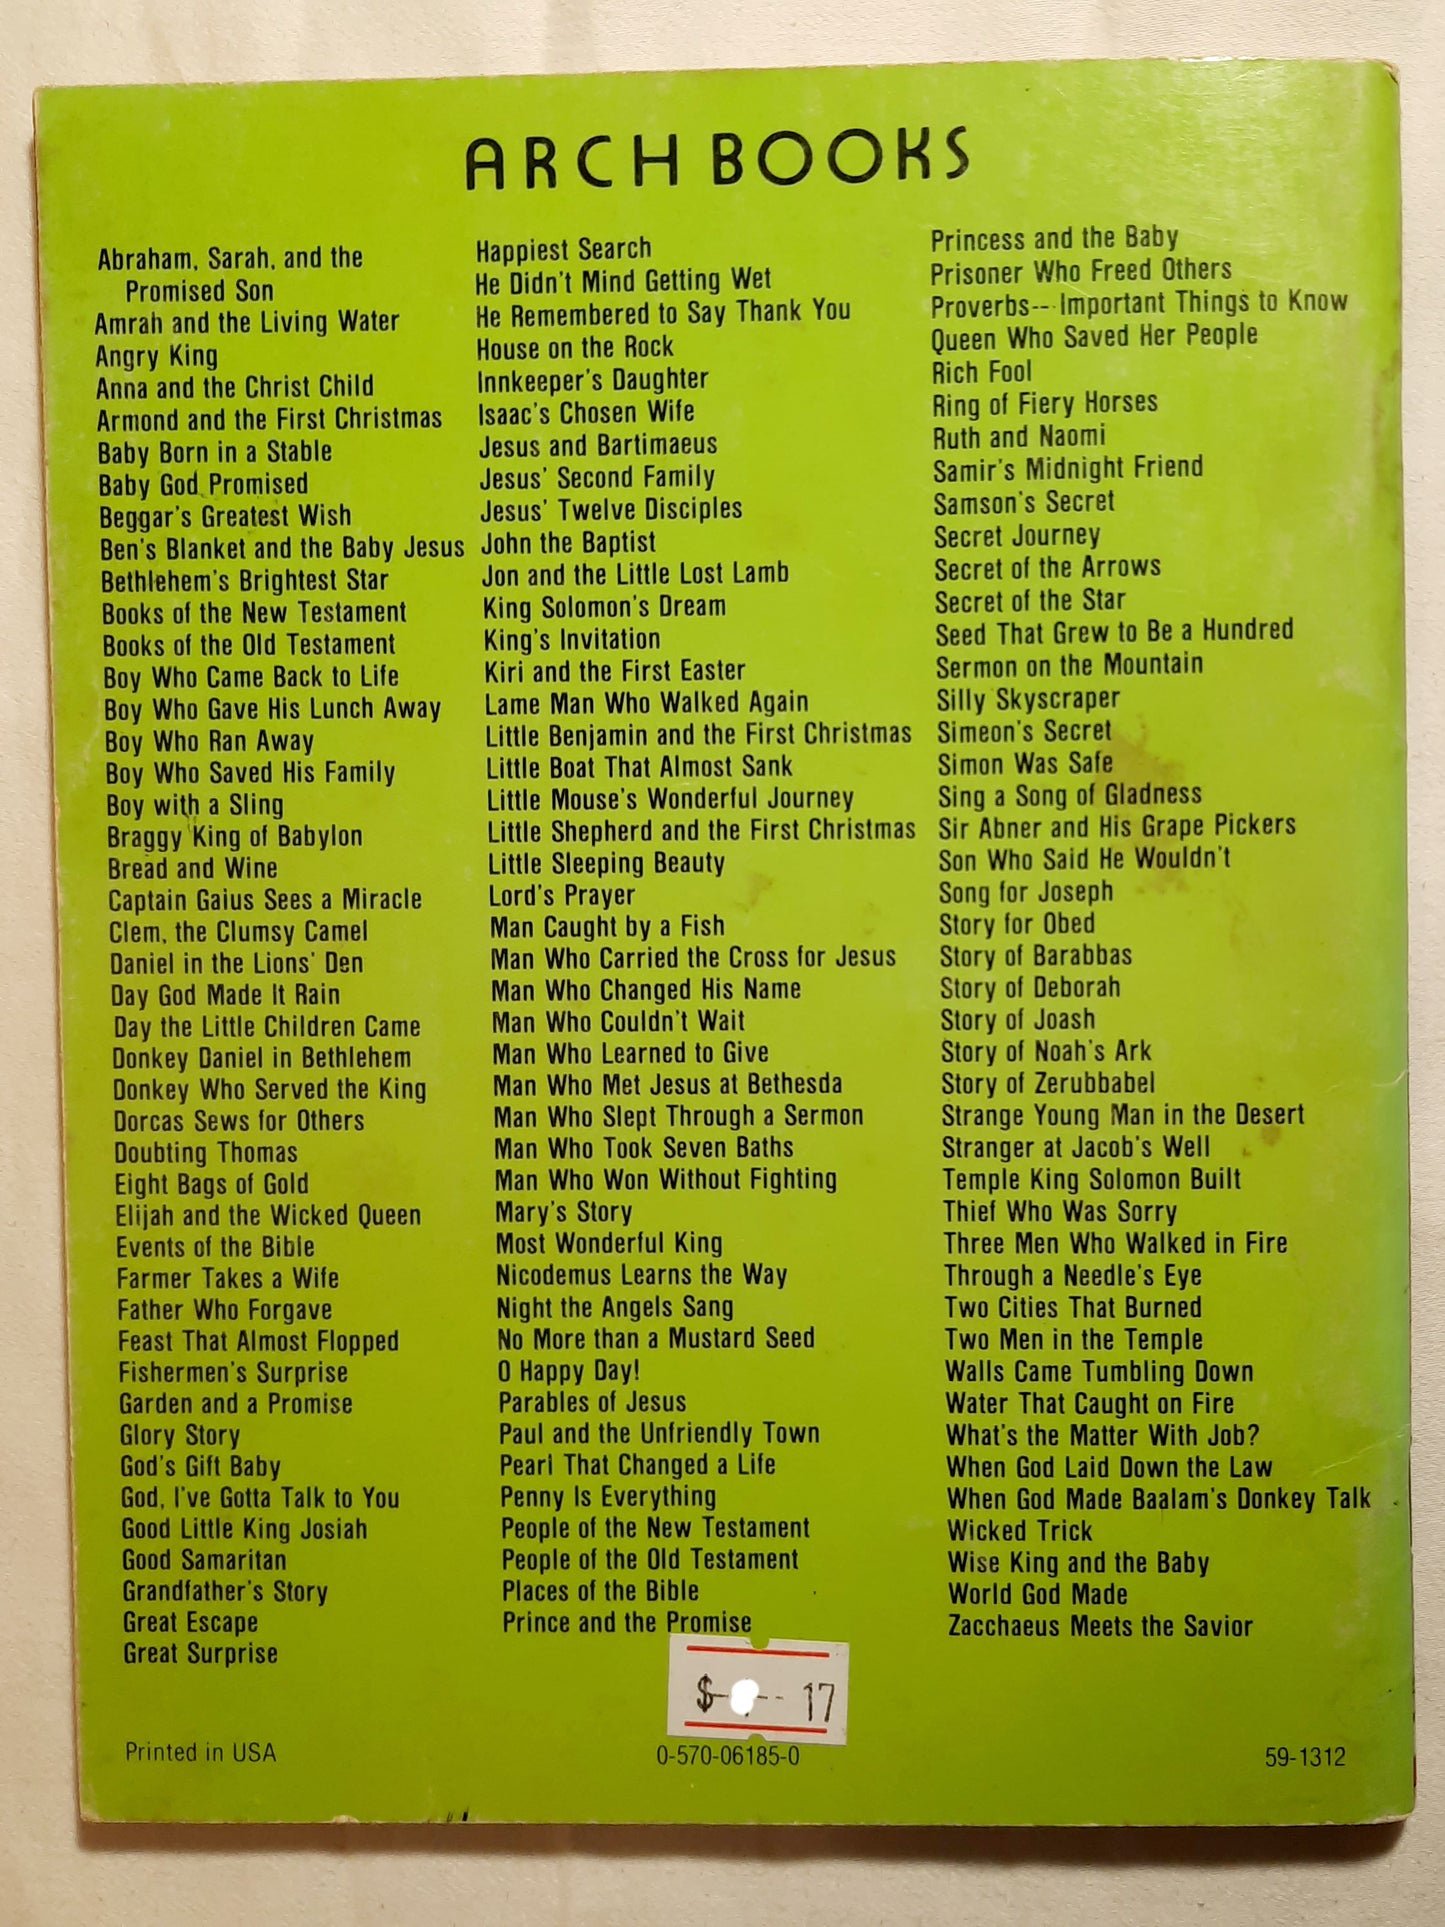 ARCH BOOKS
Abraham, Sarah, and the
Promised Son
Amrah and the Living Water
Angry King
Anna and the Christ Child
Armond and the First Christmas
Baby Born in a Stable
Baby God Promised
Beggar's Greatest Wish
Ben's Blanket and the Baby Jesus
Bethlehem's Brightest Star
Books of the New Testament
Books of the Old Testament
Boy Who Came Back to Life
Boy Who Gave His Lunch Away
Boy Who Ran Away
Boy Who Saved His Family
Boy with a Sling
Braggy King of Babylon
Bread and Wine
Captain Gaius Sees a Miracle
Clem, the Clumsy Camel
Daniel in the Lions' Den
Day God Made It Rain
Day the Little Children Came
Donkey Daniel in Bethlehem
Donkey Who Served the King
Dorcas Sews for Others
Doubting Thomas
Eight Bags of Gold
Elijah and the Wicked Queen
Events of the Bible
Farmer Takes a Wife
Father Who Forgave
Feast That Almost Flopped
Fishermen's Surprise
Garden and a Promise
Glory Story
God's Gift Baby
God, I've Gotta Talk to You
Good Little King Josiah
Good Samaritan
Grandfather's Story
Great Escape
Great Surprise
Happiest Search
He Didn't Mind Getting Wet
He Remembered to Say Thank You
House on the Rock
Innkeeper's Daughter
Isaac's Chosen Wife
Jesus and Bartimaeus
Jesus' Second Family
Jesus' Twelve Disciples
John the Baptist
Jon and the Little Lost Lamb
King Solomon's Dream
King's Invitation
Kiri and the First Easter
Lame Man Who Walked Again
Little Benjamin and the First Christmas
Little Boat That Almost Sank
Little Mouse's Wonderful Journey
Little Shepherd and the First Christmas
Little Sleeping Beauty
Lord's Prayer
Man Caught by a Fish
Man Who Carried the Cross for Jesus
Man Who Changed His Name
Man Who Couldn't Wait
Man Who Learned to Give
Man Who Met Jesus at Bethesda
Man Who Slept Through a Sermon
Man Who Took Seven Baths
Man Who Won Without Fighting
Mary's Story
Most Wonderful King
Nicodemus Learns the Way
Night the Angels Sang
No More than a Mustard Seed
O Happy Day!
Parables of Jesus
Paul and the Unfriendly Town
Pearl That Changed a Life
Penny Is Everything
People of the New Testament
People of the Old Testament
Places of the Bible
Prince and the Promise
Princess and the Baby
Prisoner Who Freed Others
Proverbs--Important Things to Know
Queen Who Saved Her People
Rich Fool
Ring of Fiery Horses
Ruth and Naomi
Samir's Midnight Friend
Samson's Secret
Secret Journey
Secret of the Arrows
Secret of the Star
Seed That Grew to Be a Hundred
Sermon on the Mountain
Silly Skyscraper
Simeon's Secret
Simon Was Safe
Sing a Song of Gladness
Sir Abner and His Grape Pickers
Son Who Said He Wouldn't
Song for Joseph
Story for Obed
Story of Barabbas
Story of Deborah
Story of Joash
Story of Noah's Ark
Story of Zerubbabel
Strange Young Man in the Desert
Stranger at Jacob's Well
Temple King Solomon Built
Thief Who Was Sorry
Three Men Who Walked in Fire
Through a Needle's Eye
Two Cities That Burned
Two Men in the Temple
Walls Came Tumbling Down
Water That Caught on Fire
What's the Matter With Job?
When God Laid Down the Law
When God Made Baalam's Donkey Talk
Wicked Trick
Wise King and the Baby
World God Made
Zacchaeus Meets the Savior
$ 17
Printed in USA
0-570-06185-0
59-1312